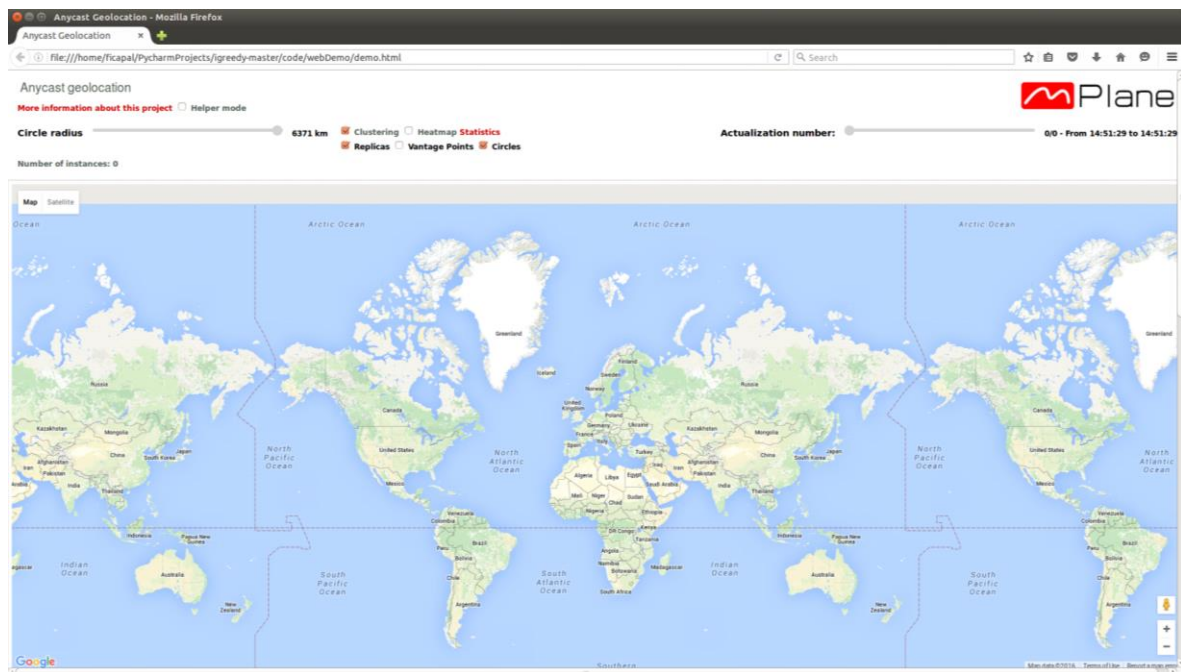 Anycast Geolocation - Mozilla Firefox
Anycast Geolocation
file:///home/ficapal/PycharmProjects/igreedy-master/code/webDemo/demo.html
Search
Anycast geolocation
More information about this project Helper mode
mPlane
Circle radius 6371 km Clustering Heatmap Statistics Actualization number: 0/0 - From 14:51:29 to 14:51:29
Replicas Vantage Points Circles
Number of instances: 0
Map Satellite
Ocean Arctic Ocean Arctic Ocean Arctic Ocean
Greenland Greenland
Iceland Finland
Sweden
Russia Norway Russia
United Kingdom
Canada Poland Canada
Kazakhstan Mongolia Germany Ukraine Kazakhstan Mongolia
France
Spain Italy
China South Korea Japan United States Turkey China South Korea Japan United States
North Pacific Ocean North Atlantic Ocean North Pacific Ocean North Atlantic Ocean
Iran Afghanistan Pakistan Iraq Iran Afghanistan Pakistan
India Thailand Mexico Algeria Libya Egypt Saudi Arabia India Thailand Mexico
Mali Niger Chad Sudan
Nigeria Ethiopia
Venezuela Venezuela
Colombia Colombia
Indonesia Papua New Guinea DR Congo Kenya Indonesia Papua New Guinea
Tanzania
Peru Brazil Angola Peru Brazil
Bolivia Namibia Bolivia
Indian Ocean Australia South Pacific Ocean Chile South Atlantic Ocean Botswana Madagascar Indian Ocean Australia South Pacific Ocean Chile
South Africa
New Zealand Argentina New Zealand Argentina
Google
Southern
Map data ©2016 Terms of Use Report a map error